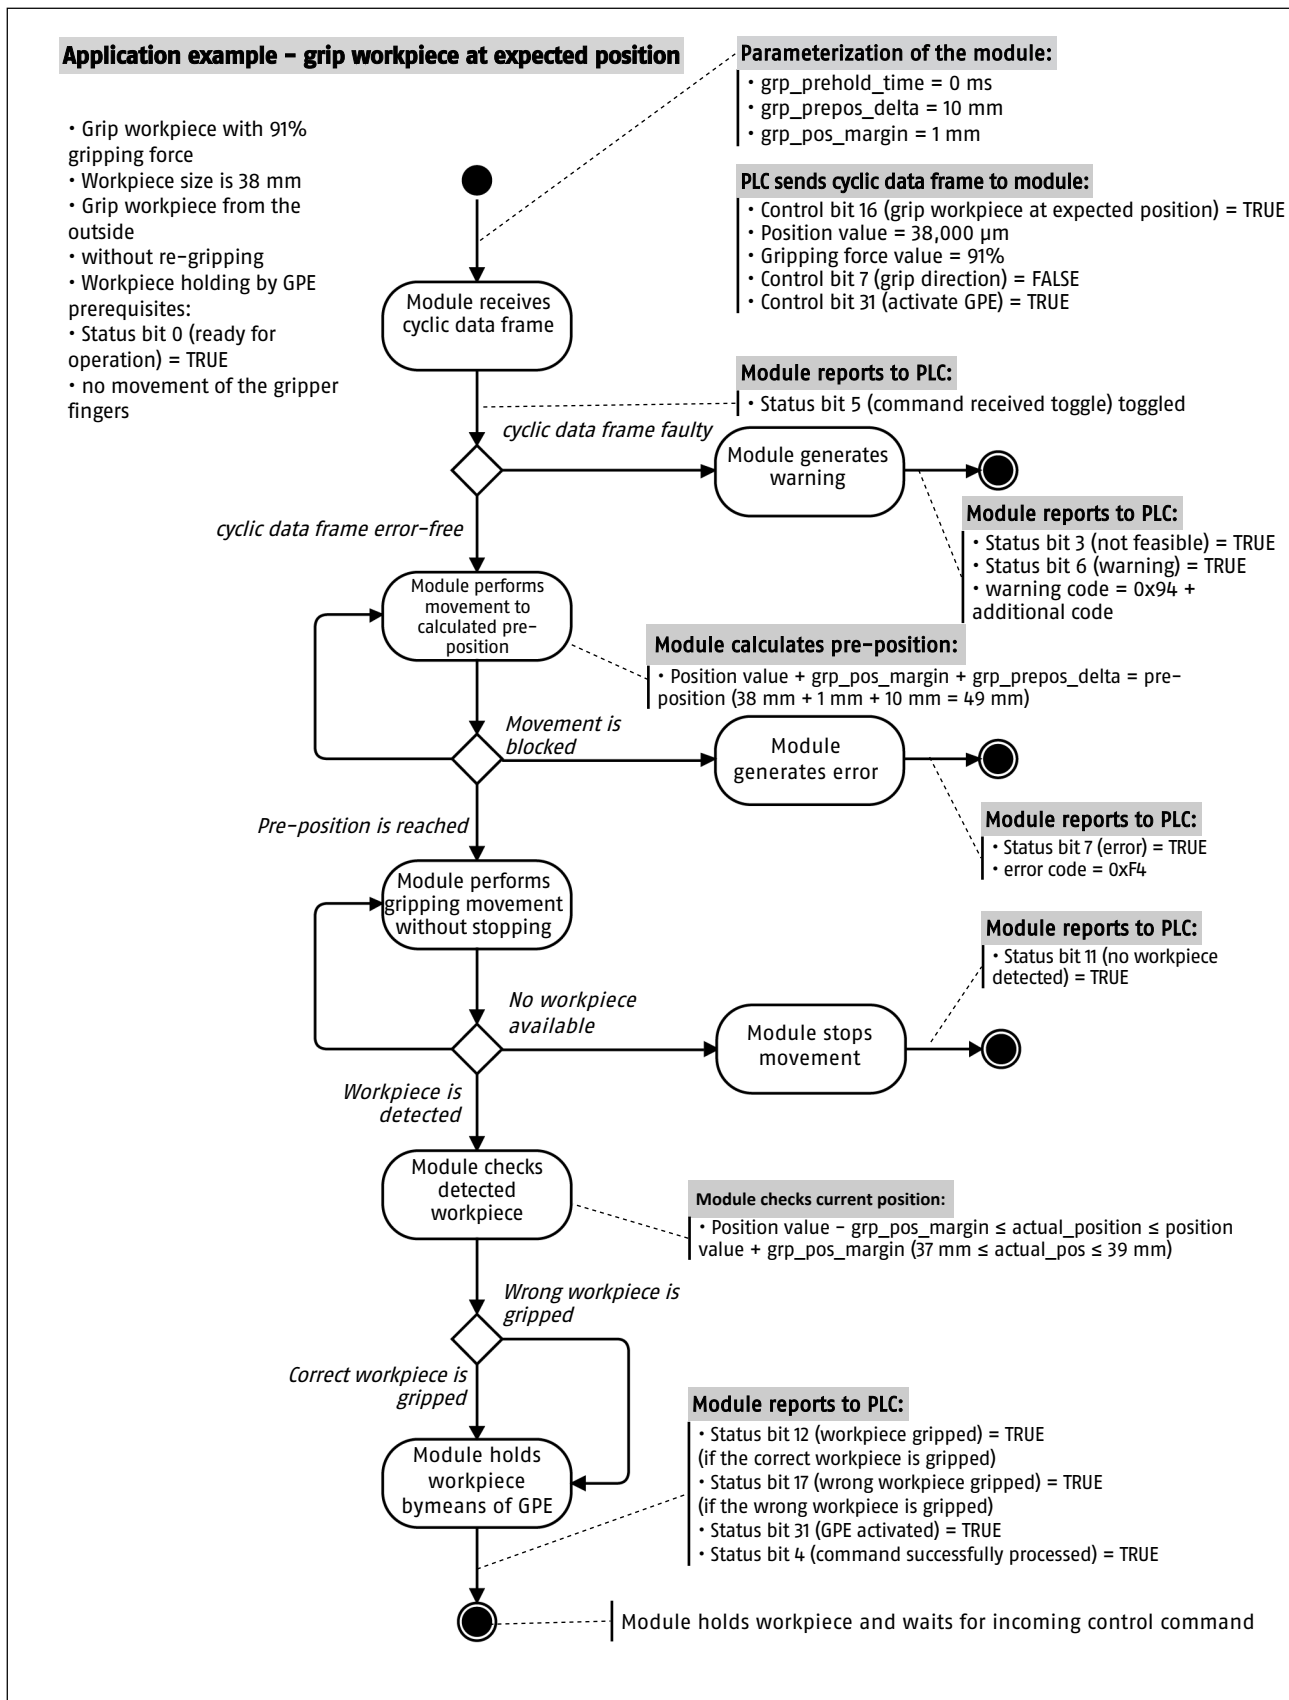 Application example – grip workpiece at expected position
• Grip workpiece with 91%
gripping force
• Workpiece size is 38 mm
• Grip workpiece from the
outside
• without re-gripping
• Workpiece holding by GPE
prerequisites:
• Status bit 0 (ready for
operation) = TRUE
• no movement of the gripper
fingers
Parameterization of the module:
• grp_prehold_time = 0 ms
• grp_prepos_delta = 10 mm
• grp_pos_margin = 1 mm
PLC sends cyclic data frame to module:
• Control bit 16 (grip workpiece at expected position) = TRUE
• Position value = 38,000 µm
• Gripping force value = 91%
• Control bit 7 (grip direction) = FALSE
• Control bit 31 (activate GPE) = TRUE
Module receives
cyclic data frame
Module reports to PLC:
• Status bit 5 (command received toggle) toggled
cyclic data frame faulty
Module generates
warning
Module reports to PLC:
• Status bit 3 (not feasible) = TRUE
• Status bit 6 (warning) = TRUE
• warning code = 0x94 +
additional code
cyclic data frame error-free
Module performs
movement to
calculated pre-
position
Module calculates pre-position:
• Position value + grp_pos_margin + grp_prepos_delta = pre-
position (38 mm + 1 mm + 10 mm = 49 mm)
Movement is
blocked
Module
generates error
Module reports to PLC:
• Status bit 7 (error) = TRUE
• error code = 0xF4
Pre-position is reached
Module performs
gripping movement
without stopping
Module reports to PLC:
• Status bit 11 (no workpiece
detected) = TRUE
No workpiece
available
Module stops
movement
Workpiece is
detected
Module checks
detected
workpiece
Module checks current position:
• Position value - grp_pos_margin ≤ actual_position ≤ position
value + grp_pos_margin (37 mm ≤ actual_pos ≤ 39 mm)
Wrong workpiece is
gripped
Correct workpiece is
gripped
Module holds
workpiece
bymeans of GPE
Module reports to PLC:
• Status bit 12 (workpiece gripped) = TRUE
(if the correct workpiece is gripped)
• Status bit 17 (wrong workpiece gripped) = TRUE
(if the wrong workpiece is gripped)
• Status bit 31 (GPE activated) = TRUE
• Status bit 4 (command successfully processed) = TRUE
Module holds workpiece and waits for incoming control command